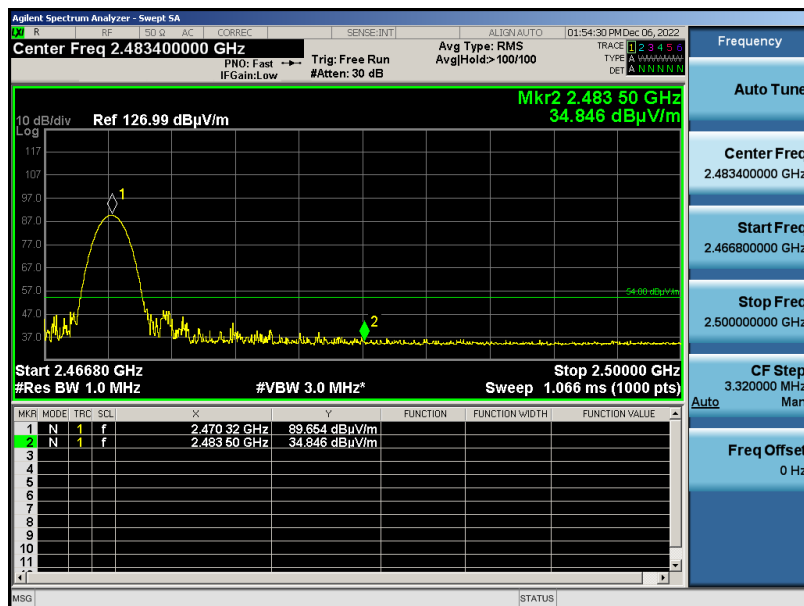 Agilent Spectrum Analyzer - Swept SA
LXI R RF 50 Ω AC CORREC SENSE:INT ALIGN AUTO 01:54:30 PM Dec 06, 2022
Center Freq 2.483400000 GHz
PNO: Fast
IFGain:Low
Trig: Free Run
#Atten: 30 dB
Avg Type: RMS
Avg|Hold:>100/100
TRACE 1 2 3 4 5 6
TYPE A WWWWW
DET A N N N N N
Mkr2 2.483 50 GHz
34.846 dBµV/m
10 dB/div Ref 126.99 dBµV/m
Log
117
107
97.0
87.0
77.0
67.0
57.0
47.0
37.0
1
2
54.00 dBµV/m
Start 2.46680 GHz Stop 2.50000 GHz
#Res BW 1.0 MHz #VBW 3.0 MHz* Sweep 1.066 ms (1000 pts)
MKR MODE TRC SCL X Y FUNCTION FUNCTION WIDTH FUNCTION VALUE
1 N 1 f 2.470 32 GHz 89.654 dBµV/m
2 N 1 f 2.483 50 GHz 34.846 dBµV/m
3
4
5
6
7
8
9
10
11
MSG STATUS
Frequency
Auto Tune
Center Freq
2.483400000 GHz
Start Freq
2.466800000 GHz
Stop Freq
2.500000000 GHz
CF Step
3.320000 MHz
Auto Man
Freq Offset
0 Hz